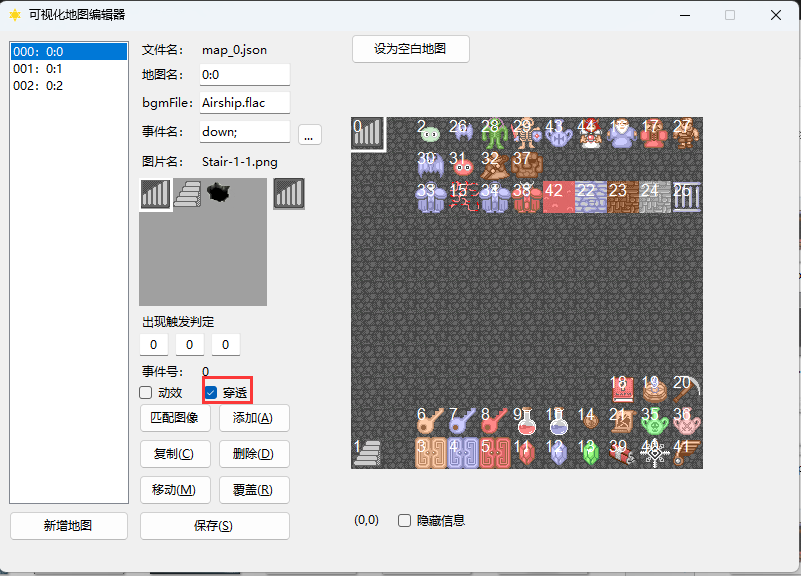 可视化地图编辑器
000: 0:0
001: 0:1
002: 0:2
文件名: map_0.json
地图名: 0:0
bgmFile: Airship.flac
事件名: down; ...
图片名: Stair-1-1.png
出现触发判定
0 0 0
事件号: 0
动效 穿透
匹配图像 添加(A)
复制(C) 删除(D)
移动(M) 覆盖(R)
新增地图 保存(S)
设为空白地图
0 2 26 28 29 43 44 16 17 27
30 31 32 37
33 15 34 38 42 22 23 24 25
18 19 20
6 7 8 9 10 14 21 35 36
1 3 4 5 11 12 13 39 40 41
(0,0) 隐藏信息